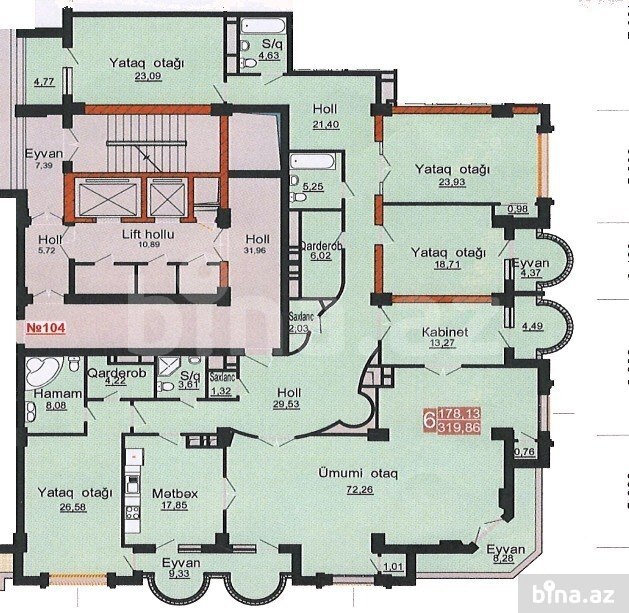 S/q
4,63
Yataq otağı
23,09
4,77
Holl
21,40
Eyvan
7,39
Yataq otağı
23,93
5,25
0,98
Lift hollu
10,89
Holl
5,72
Holl
31,96
Qarderob
6,02
Yataq otağı
18,71
Eyvan
4,37
№104
Saxlanc
2,03
Kabinet
13,27
4,49
bina.az
Qarderob
4,22
S/q
3,61
Saxlanc
1,32
Hamam
8,08
Holl
29,53
6
178.13
319,86
0,76
Yataq otağı
26,58
Mətbəx
17,85
Ümumi otaq
72,26
Eyvan
9,33
1,01
Eyvan
8,28
bina.az